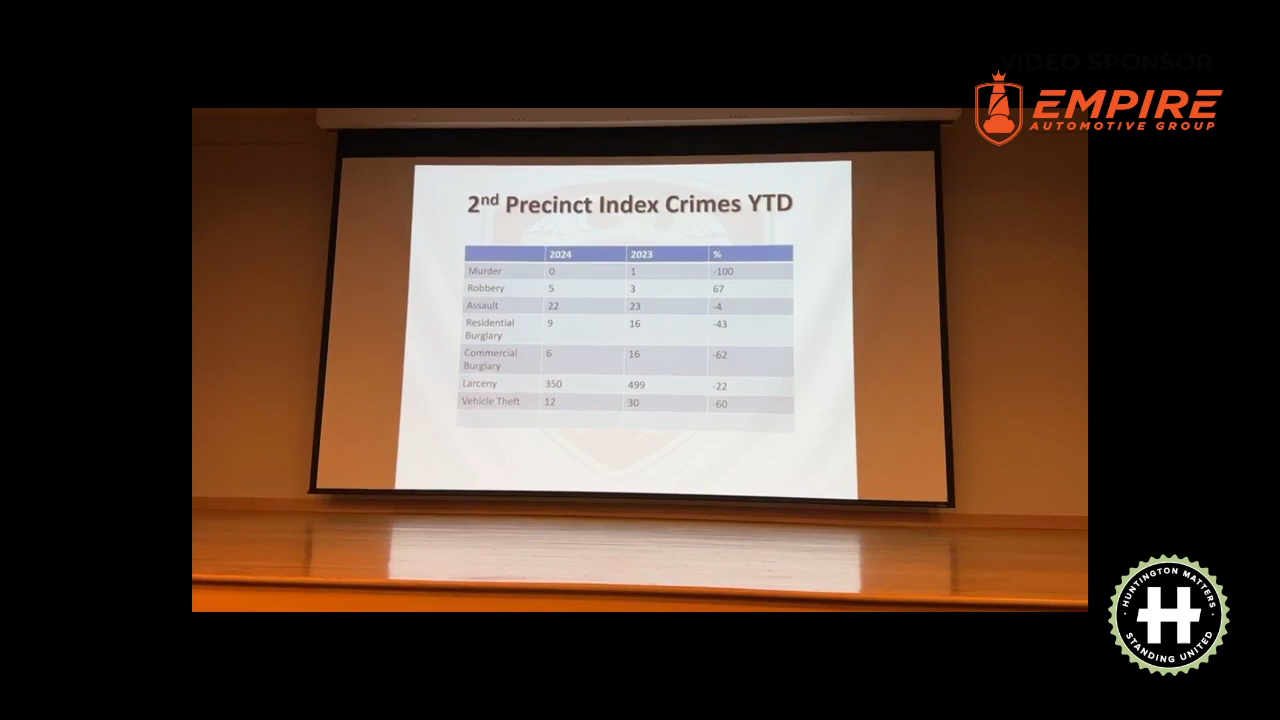 VIDEO SPONSOR
EMPIRE
AUTOMOTIVE GROUP
2nd Precinct Index Crimes YTD
2024 2023 %
Murder 0 1 -100
Robbery 5 3 67
Assault 22 23 -4
Residential Burglary 9 16 -43
Commercial Burglary 6 16 -62
Larceny 350 499 -22
Vehicle Theft 12 30 -60
HUNTINGTON MATTERS
H
STANDING UNITED